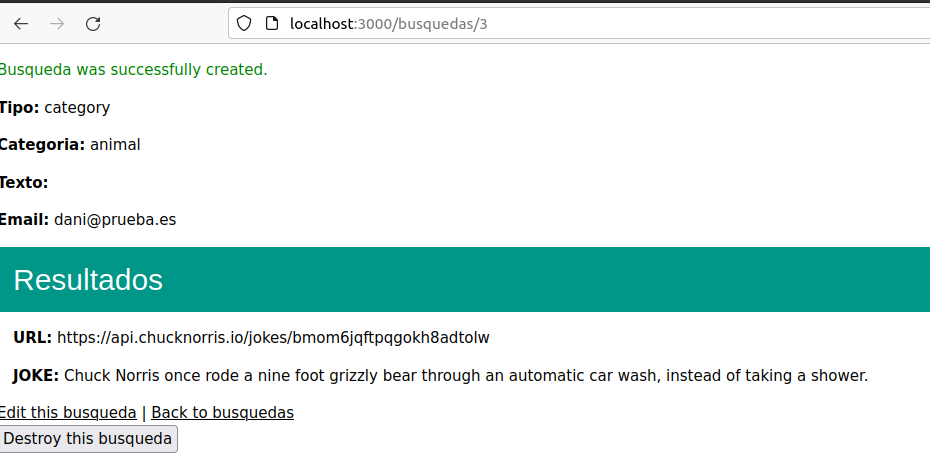 localhost:3000/busquedas/3
Busqueda was successfully created.
Tipo: category
Categoria: animal
Texto:
Email: dani@prueba.es
Resultados
URL: https://api.chucknorris.io/jokes/bmom6jqftpqgokh8adtolw
JOKE: Chuck Norris once rode a nine foot grizzly bear through an automatic car wash, instead of taking a shower.
Edit this busqueda | Back to busquedas
Destroy this busqueda